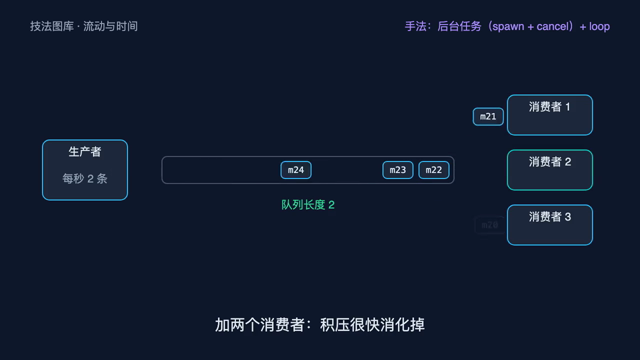 技法图库 · 流动与时间
手法：后台任务（spawn + cancel）+ loop
生产者
每秒 2 条
m24
m23
m22
队列长度 2
m21
消费者 1
消费者 2
m20
消费者 3
加两个消费者：积压很快消化掉